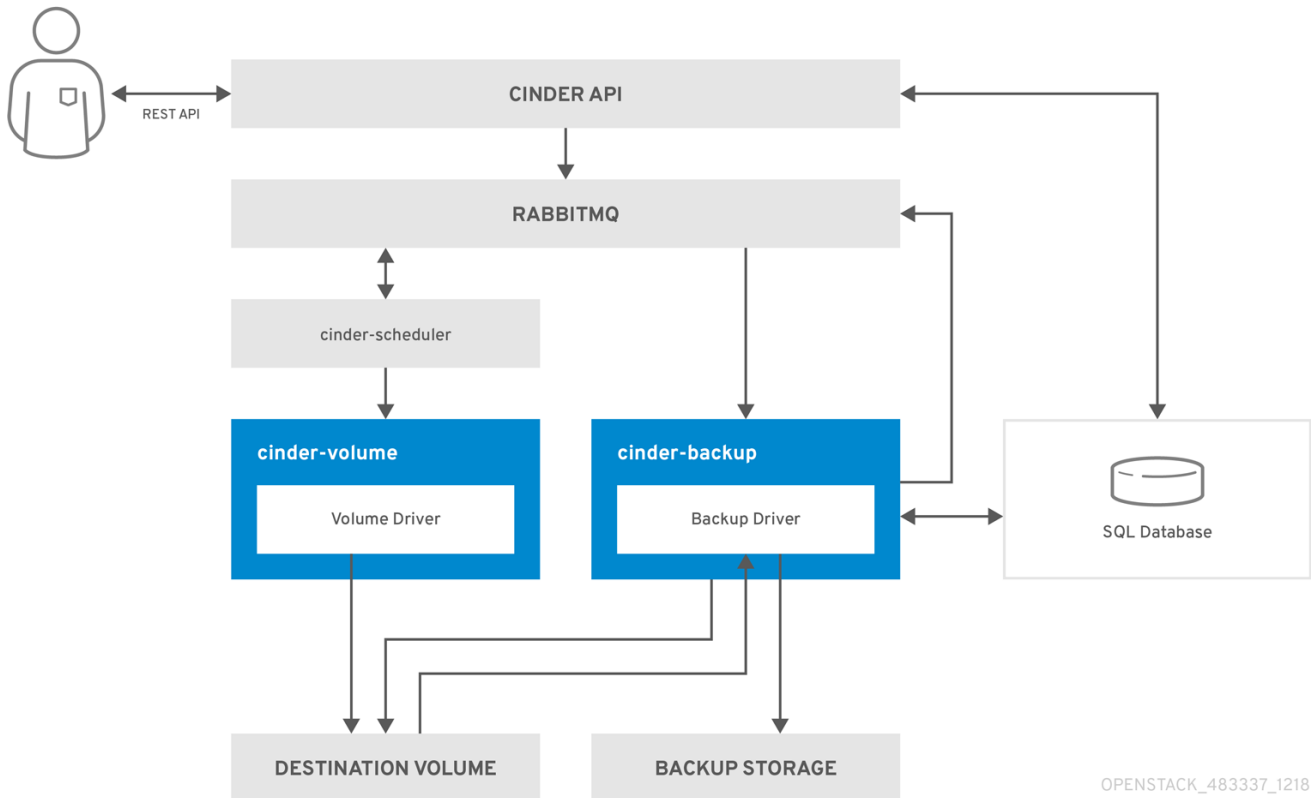 CINDER API
REST API
RABBITMQ
cinder-scheduler
cinder-volume
cinder-backup
Volume Driver
Backup Driver
SQL Database
DESTINATION VOLUME
BACKUP STORAGE
OPENSTACK_483337_1218